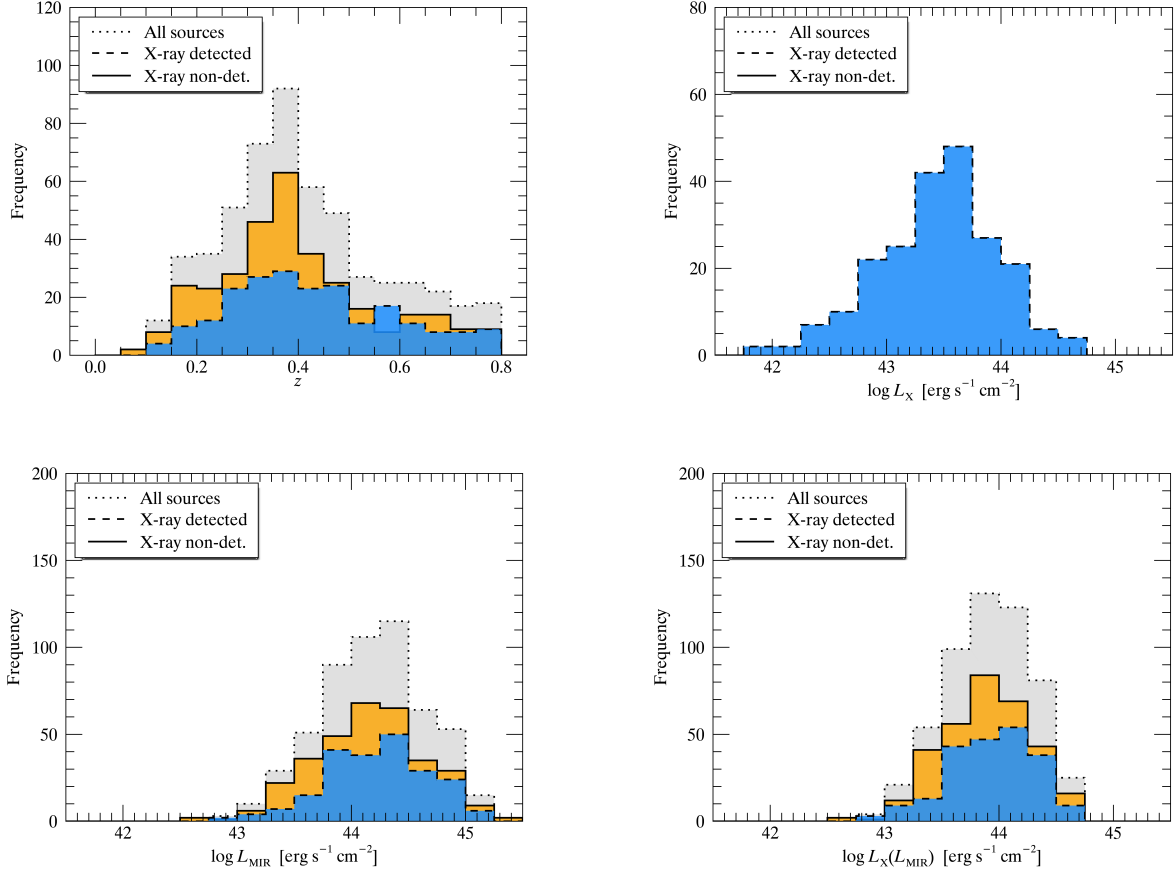 120
100
80
60
40
20
0
Frequency
All sources
X-ray detected
X-ray non-det.
0.0 0.2 0.4 0.6 0.8
z
80
60
40
20
0
Frequency
All sources
X-ray detected
X-ray non-det.
42 43 44 45
log L_X [erg s⁻¹ cm⁻²]
200
150
100
50
0
Frequency
All sources
X-ray detected
X-ray non-det.
42 43 44 45
log L_MIR [erg s⁻¹ cm⁻²]
200
150
100
50
0
Frequency
All sources
X-ray detected
X-ray non-det.
42 43 44 45
log L_X(L_MIR) [erg s⁻¹ cm⁻²]